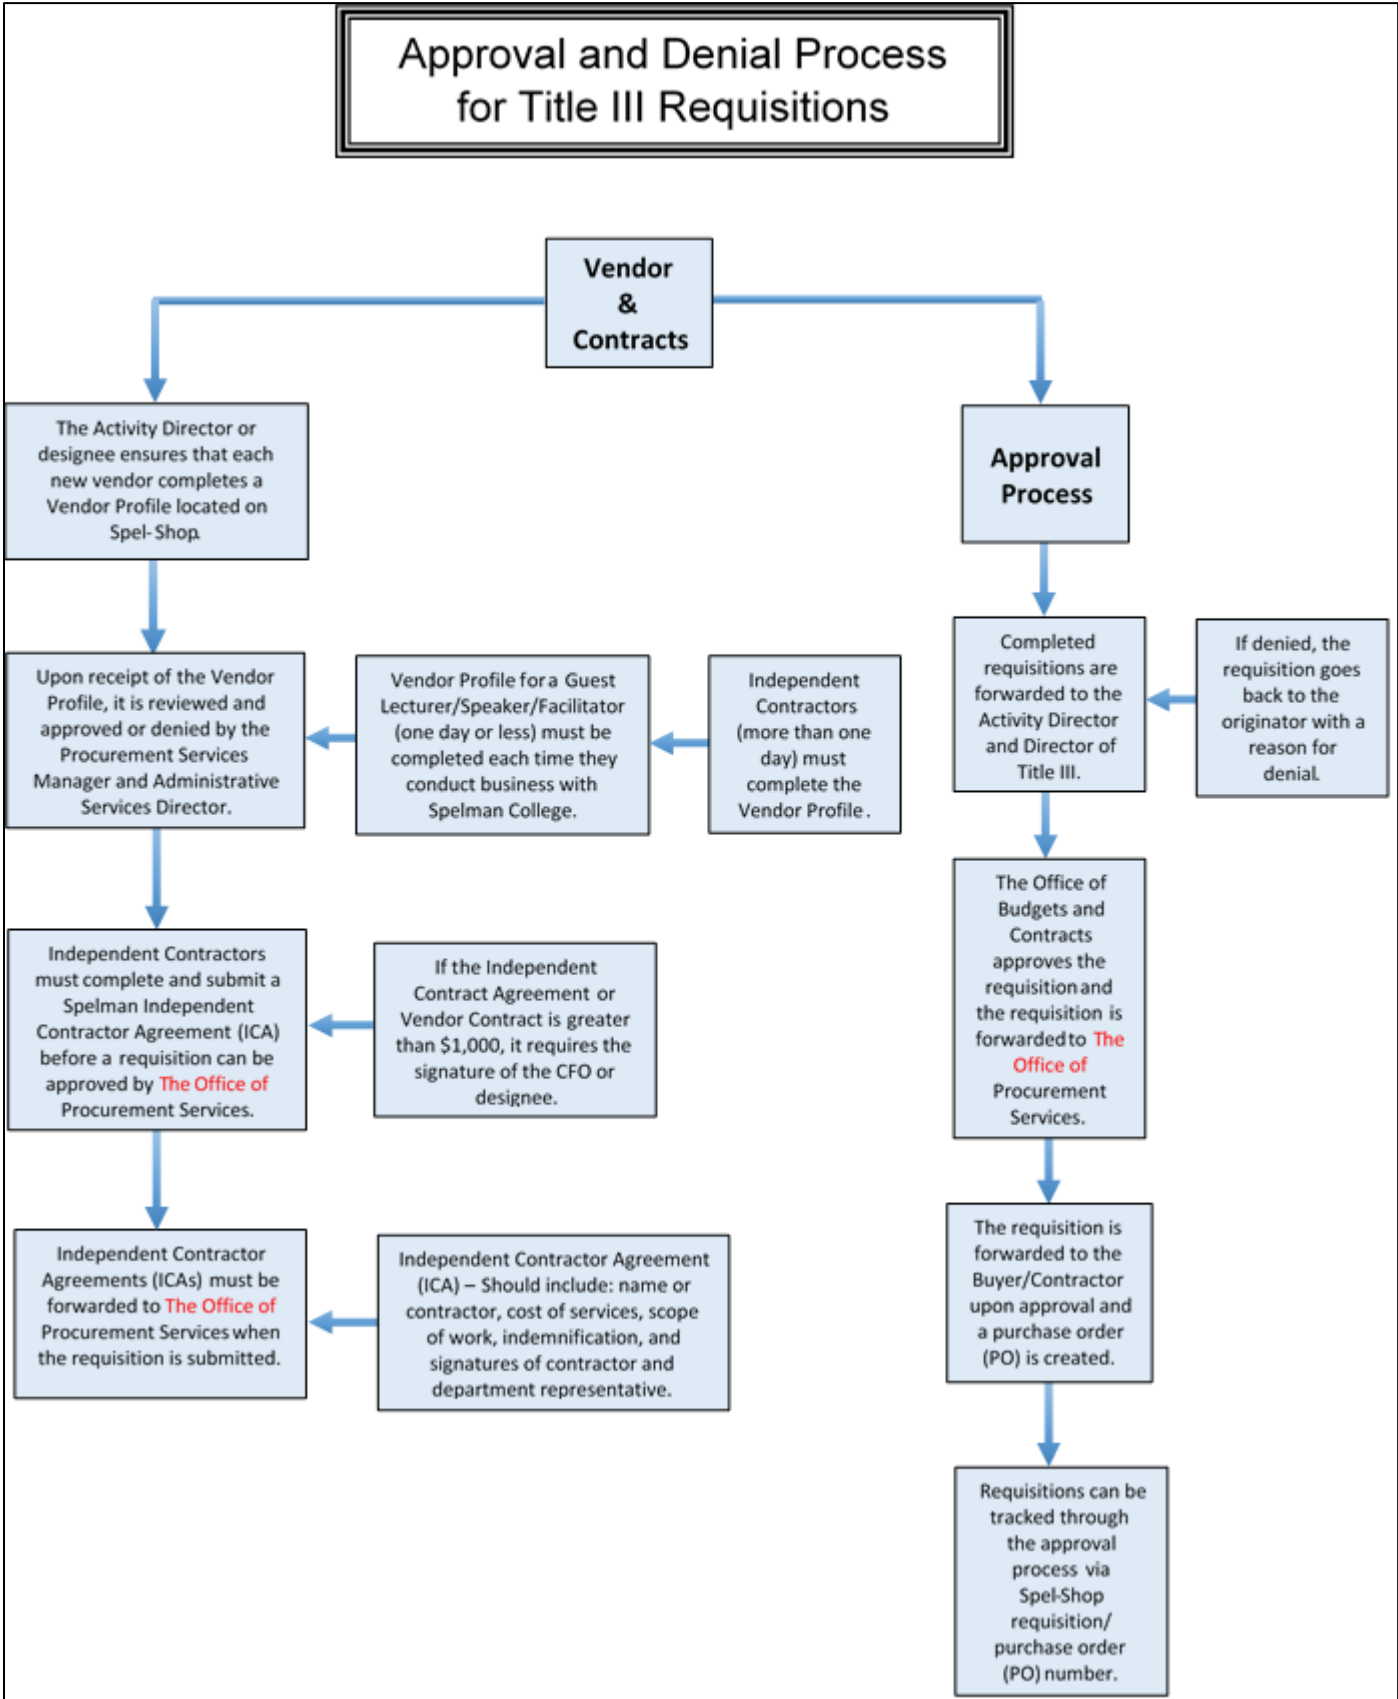 Approval and Denial Process
for Title III Requisitions
Vendor
&
Contracts
The Activity Director or
designee ensures that each
new vendor completes a
Vendor Profile located on
Spel-Shop.
Upon receipt of the Vendor
Profile, it is reviewed and
approved or denied by the
Procurement Services
Manager and Administrative
Services Director.
Vendor Profile for a Guest
Lecturer/Speaker/Facilitator
(one day or less) must be
completed each time they
conduct business with
Spelman College.
Independent
Contractors
(more than one
day) must
complete the
Vendor Profile.
Independent Contractors
must complete and submit a
Spelman Independent
Contractor Agreement (ICA)
before a requisition can be
approved by The Office of
Procurement Services.
If the Independent
Contract Agreement or
Vendor Contract is greater
than $1,000, it requires the
signature of the CFO or
designee.
Independent Contractor
Agreements (ICAs) must be
forwarded to The Office of
Procurement Services when
the requisition is submitted.
Independent Contractor Agreement
(ICA) – Should include: name or
contractor, cost of services, scope
of work, indemnification, and
signatures of contractor and
department representative.
Approval
Process
Completed
requisitions are
forwarded to the
Activity Director
and Director of
Title III.
If denied, the
requisition goes
back to the
originator with a
reason for
denial.
The Office of
Budgets and
Contracts
approves the
requisition and
the requisition is
forwarded to The
Office of
Procurement
Services.
The requisition is
forwarded to the
Buyer/Contractor
upon approval and
a purchase order
(PO) is created.
Requisitions can be
tracked through
the approval
process via
Spel-Shop
requisition/
purchase order
(PO) number.